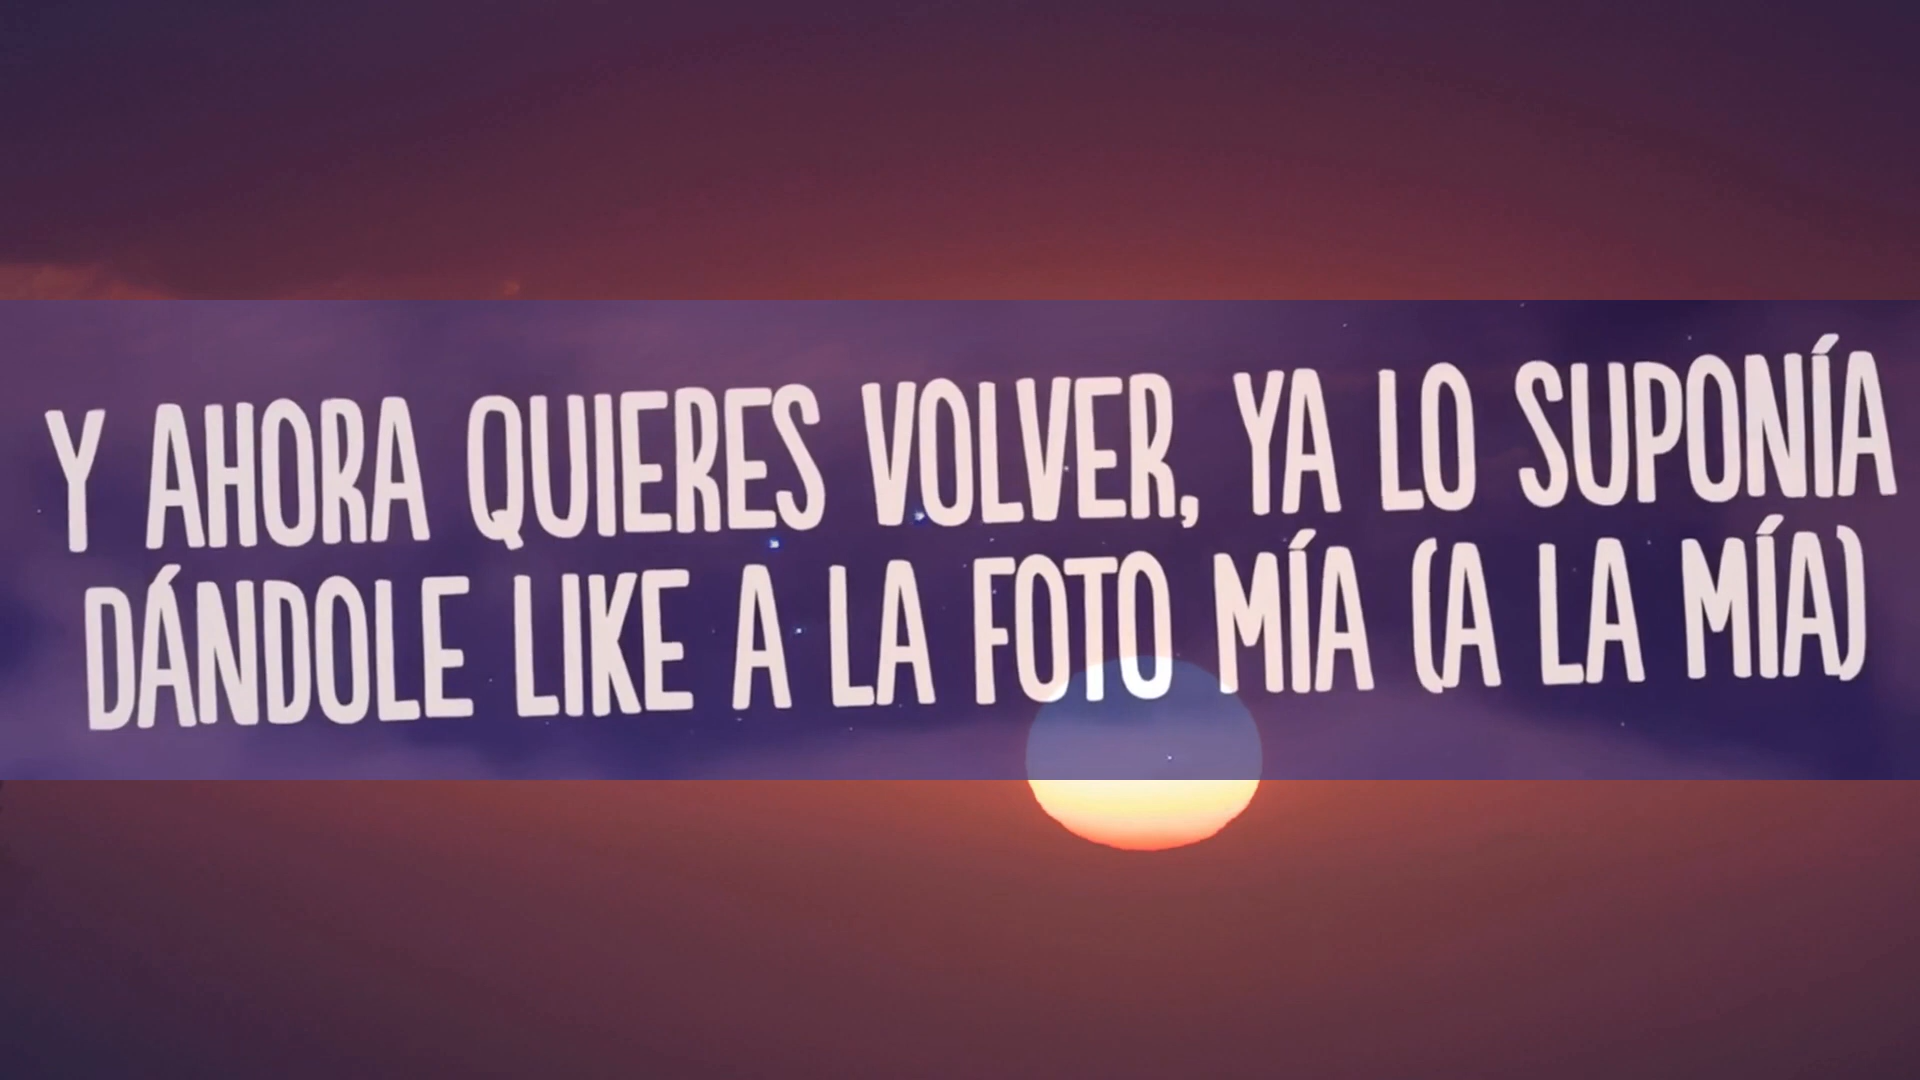 Y AHORA QUIERES VOLVER, YA LO SUPONÍA
DÁNDOLE LIKE A LA FOTO MÍA (A LA MÍA)